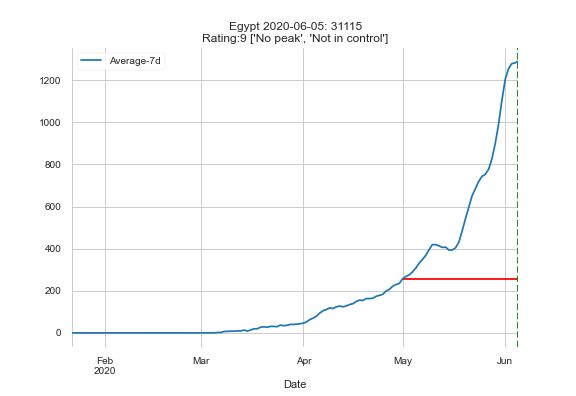 Egypt 2020-06-05: 31115
Rating:9 ['No peak', 'Not in control']
Average-7d
1200
1000
800
600
400
200
0
Feb Mar Apr May Jun
2020
Date